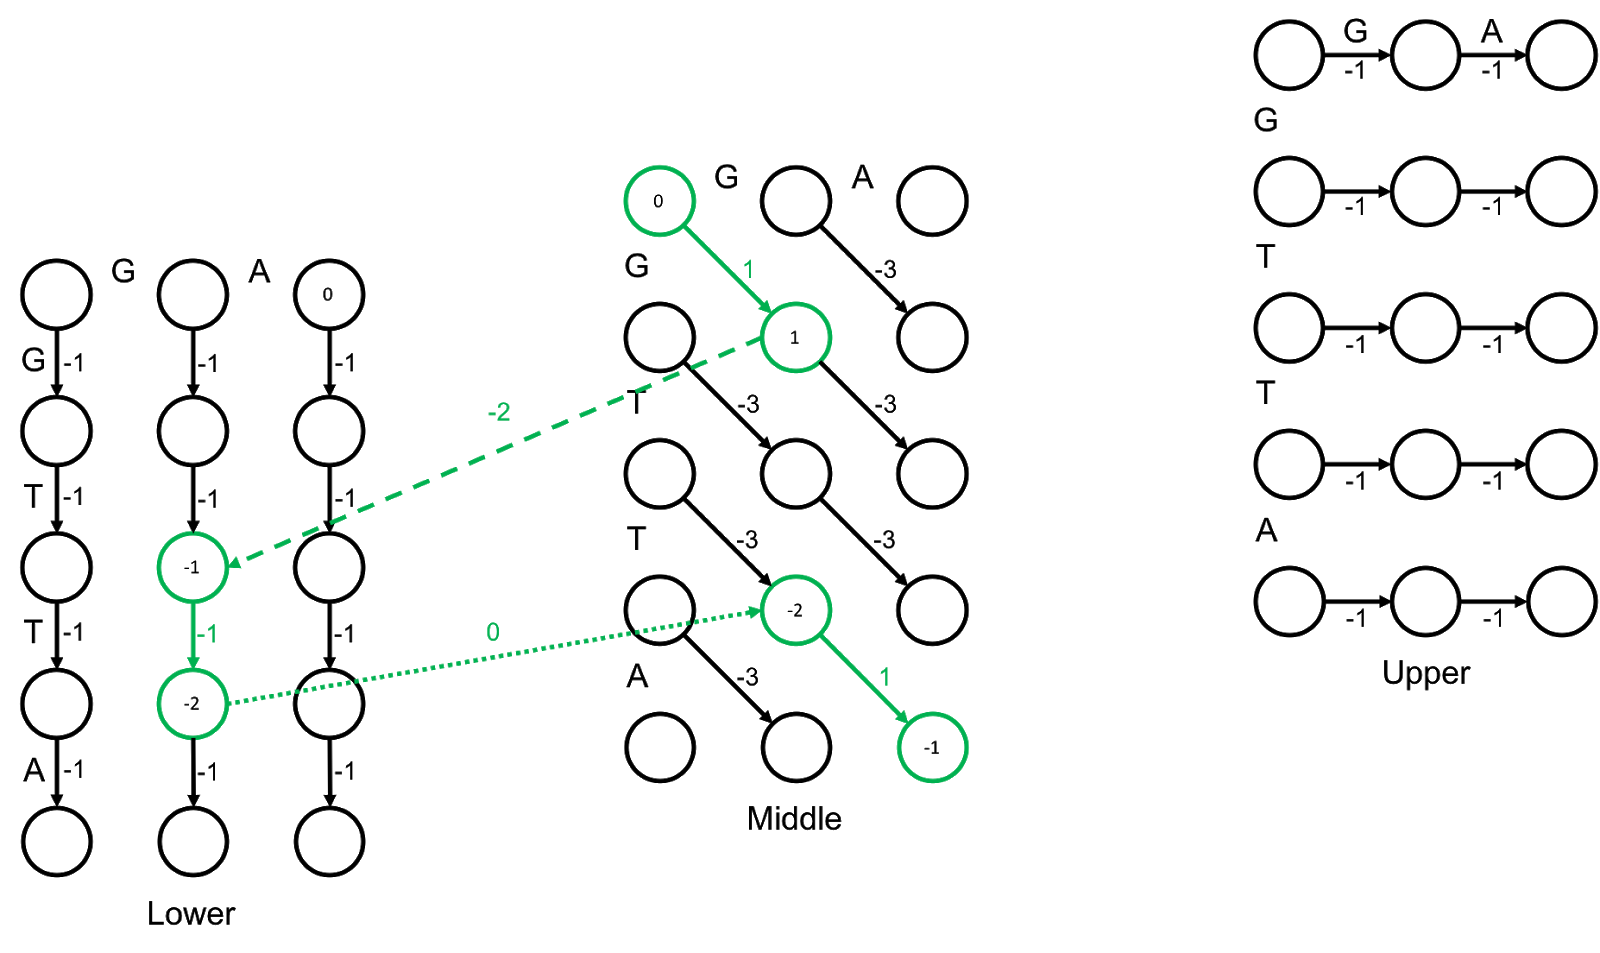 G A
-1 -1
G
-1 -1
T
-1 -1
T
-1 -1
A
-1 -1
Upper
0 G A
1 -3
G
1
T -3 -3
-2
T -3 -3
-2
0
A -3 1
-1
Middle
G A 0
G -1 -1 -1
T -1 -1 -1
-1
T -1 -1 -1
-2
A -1 -1 -1
Lower